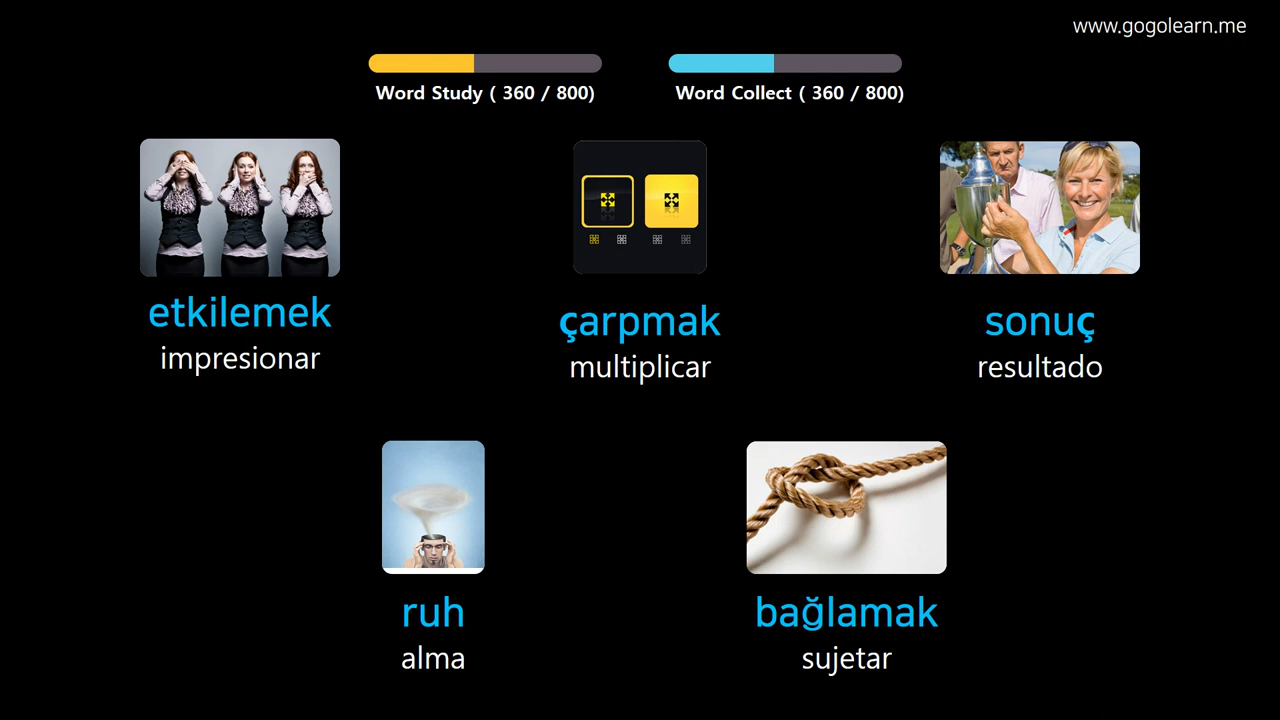 www.gogolearn.me
Word Study ( 360 / 800)
Word Collect ( 360 / 800)
etkilemek
impresionar
çarpmak
multiplicar
sonuç
resultado
ruh
alma
bağlamak
sujetar